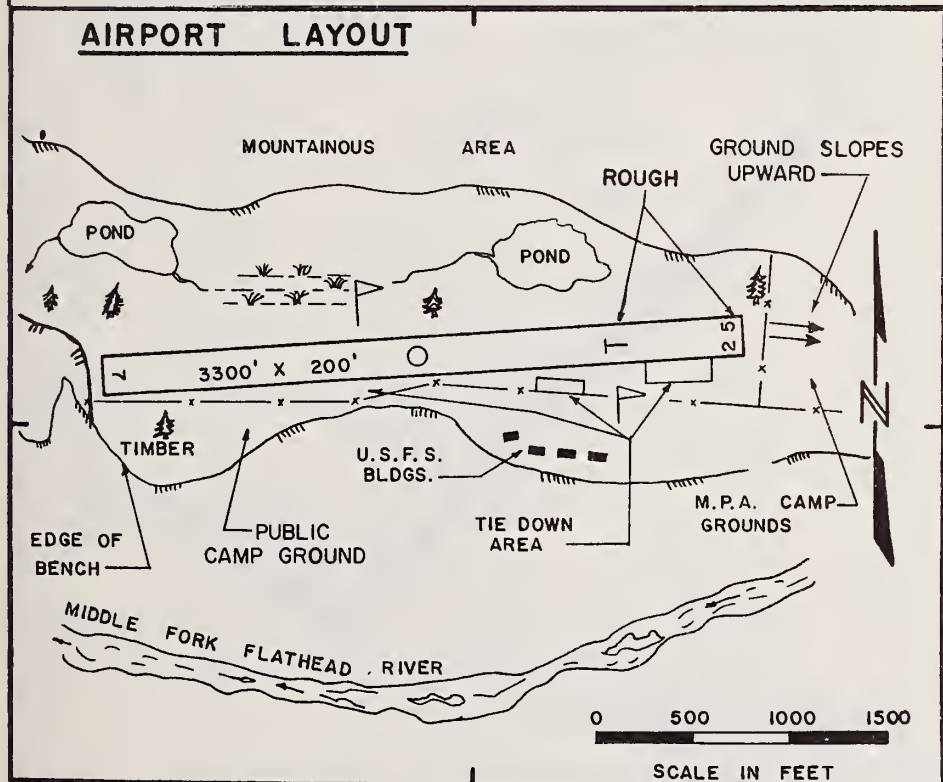 AIRPORT LAYOUT
MOUNTAINOUS AREA
GROUND SLOPES
UPWARD
ROUGH
POND
POND
T
25
7
3300' X 200'
TIMBER
U.S.F.S.
BLDGS.
M.P.A. CAMP
GROUNDS
PUBLIC
CAMP GROUND
TIE DOWN
AREA
EDGE OF
BENCH
N
MIDDLE FORK FLATHEAD RIVER
0 500 1000 1500
SCALE IN FEET